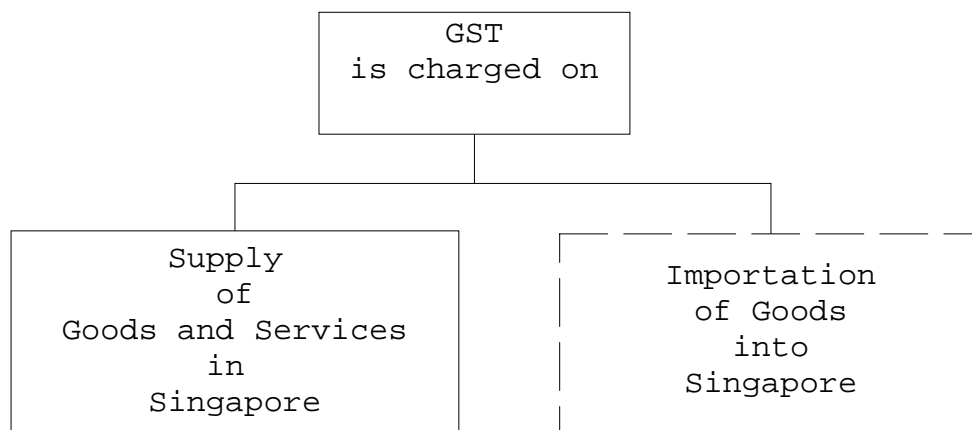 GST
is charged on
Supply
of
Goods and Services
in
Singapore
Importation
of Goods
into
Singapore